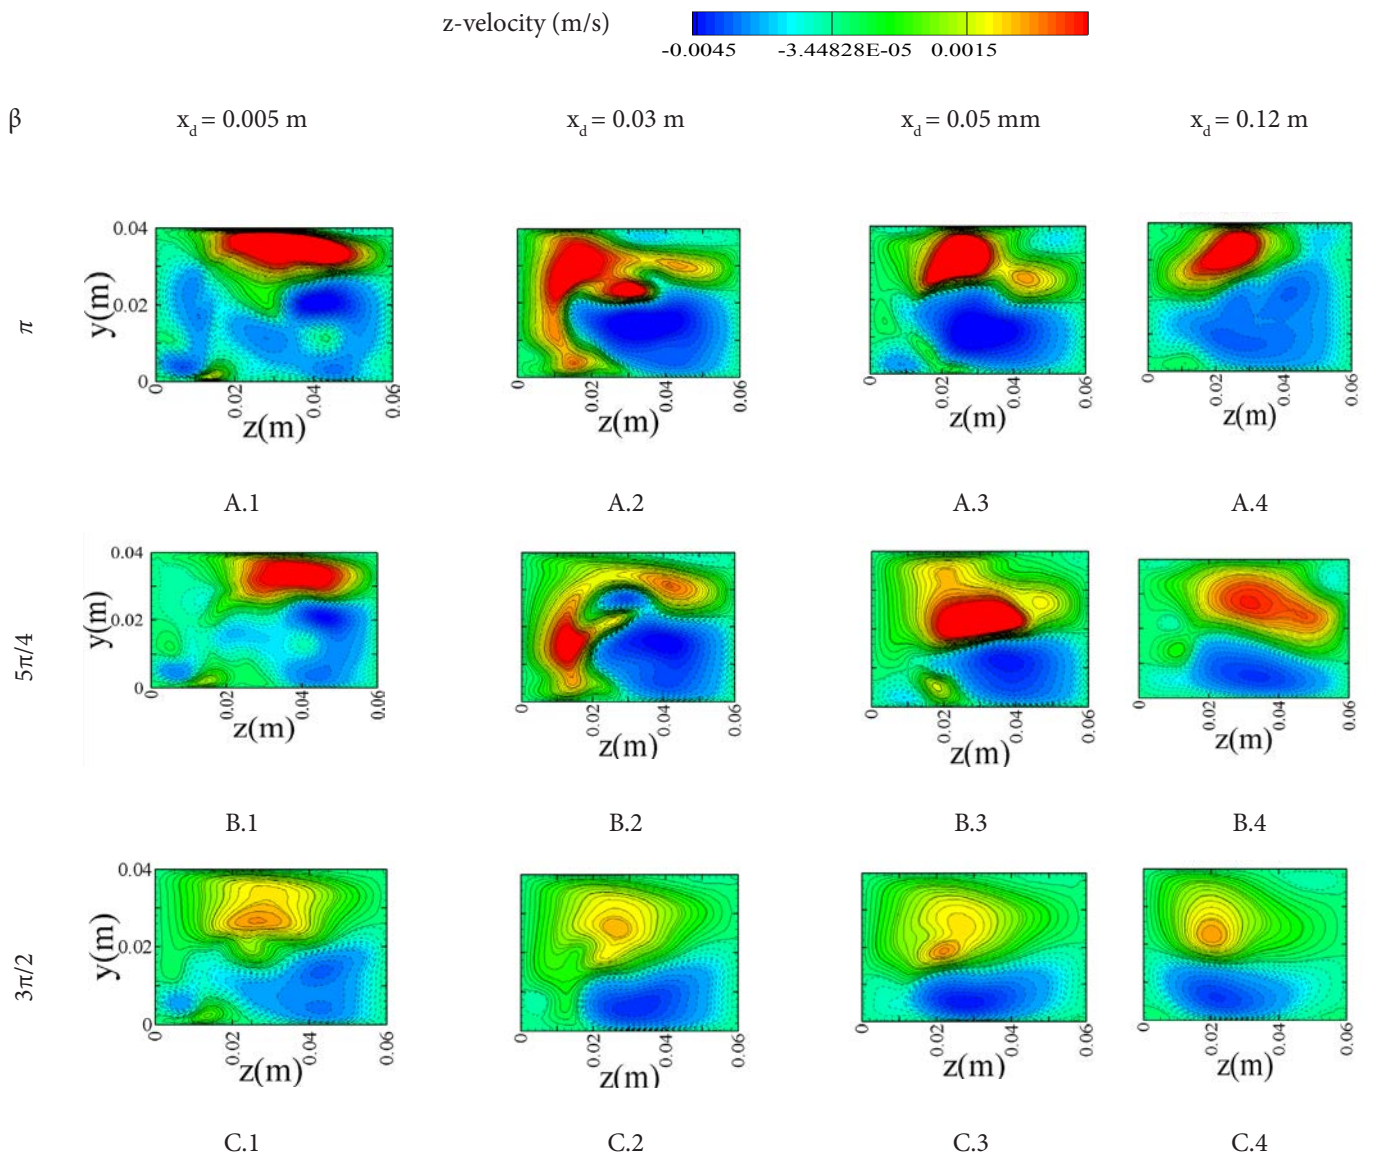 z-velocity (m/s)
-0.0045 -3.44828E-05 0.0015
β x_d = 0.005 m x_d = 0.03 m x_d = 0.05 mm x_d = 0.12 m
π
y(m) 0.04 0.02 0
0 0.02 0.04 0.06
z(m)
0 0.02 0.04 0.06
z(m)
0 0.02 0.04 0.06
z(m)
0 0.02 0.04 0.06
z(m)
A.1 A.2 A.3 A.4
5π/4
y(m) 0.04 0.02 0
0 0.02 0.04 0.06
z(m)
0 0.02 0.04 0.06
z(m)
0 0.02 0.04 0.06
z(m)
0 0.02 0.04 0.06
z(m)
B.1 B.2 B.3 B.4
3π/2
y(m) 0.04 0.02 0
0 0.02 0.04 0.06
z(m)
0 0.02 0.04 0.06
z(m)
0 0.02 0.04 0.06
z(m)
0 0.02 0.04 0.06
z(m)
C.1 C.2 C.3 C.4